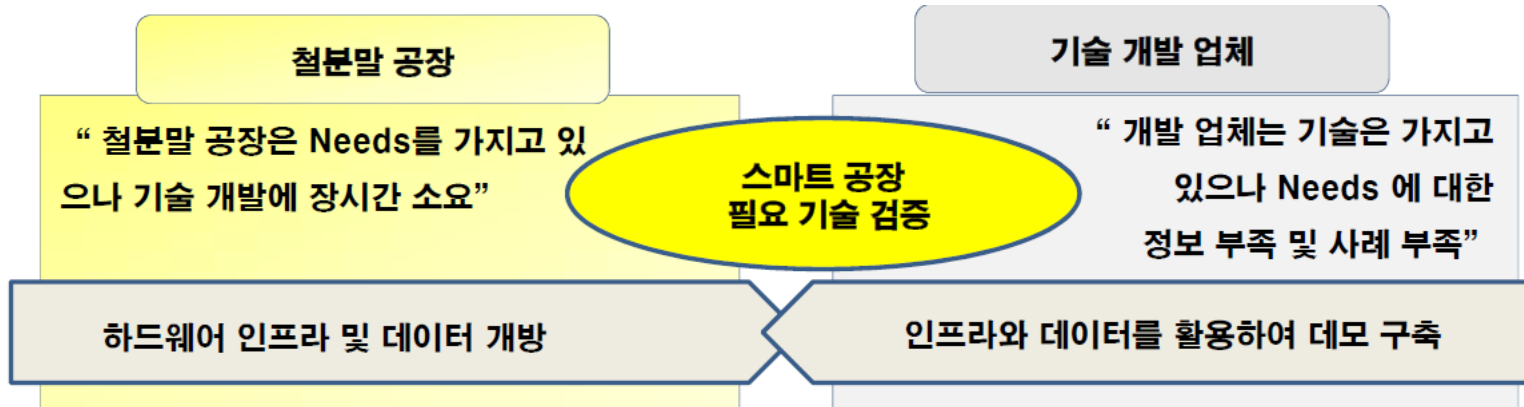 철분말 공장
“ 철분말 공장은 Needs를 가지고 있
으나 기술 개발에 장시간 소요”
스마트 공장
필요 기술 검증
기술 개발 업체
“ 개발 업체는 기술은 가지고
있으나 Needs 에 대한
정보 부족 및 사례 부족”
하드웨어 인프라 및 데이터 개방
인프라와 데이터를 활용하여 데모 구축